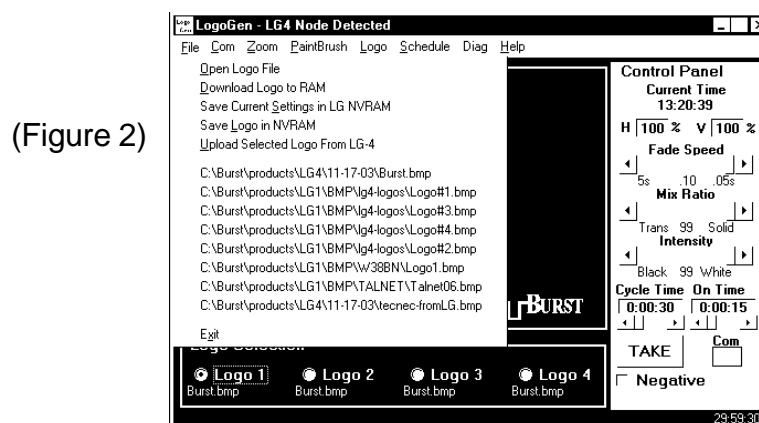 (Figure 2)
LogoGen - LG4 Node Detected
File Com Zoom PaintBrush Logo Schedule Diag Help
Open Logo File
Download Logo to RAM
Save Current Settings in LG NVRAM
Save Logo in NVRAM
Upload Selected Logo From LG-4
C:\Burst\products\LG4\11-17-03\Burst.bmp
C:\Burst\products\LG1\BMP\lg4-logos\Logo#1.bmp
C:\Burst\products\LG1\BMP\lg4-logos\Logo#3.bmp
C:\Burst\products\LG1\BMP\lg4-logos\Logo#4.bmp
C:\Burst\products\LG1\BMP\lg4-logos\Logo#2.bmp
C:\Burst\products\LG1\BMP\W38BN\Logo1.bmp
C:\Burst\products\LG1\BMP\TALNET\Talnet06.bmp
C:\Burst\products\LG4\11-17-03\tecnec-fromLG.bmp
Exit
BURST
Logo 1 Logo 2 Logo 3 Logo 4
Burst.bmp Burst.bmp Burst.bmp Burst.bmp
Control Panel
Current Time
13:20:39
H 100 % V 100 %
Fade Speed
5s .10 .05s
Mix Ratio
Trans 99 Solid
Intensity
Black 99 White
Cycle Time On Time
0:00:30 0:00:15
TAKE Com
Negative
29:59:30